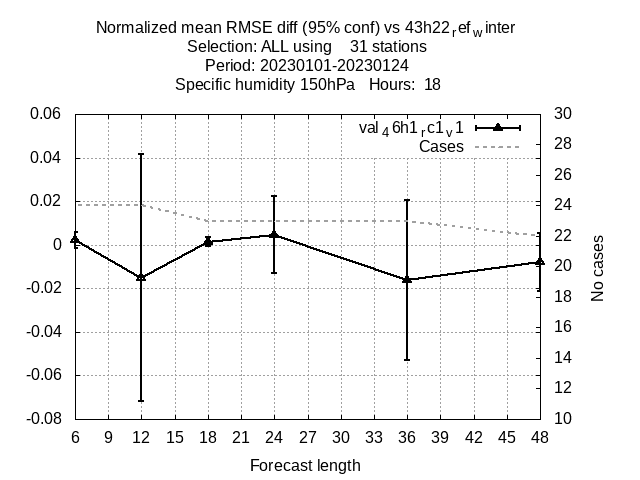 Normalized mean RMSE diff (95% conf) vs 43h22refwinter
Selection: ALL using 31 stations
Period: 20230101-20230124
Specific humidity 150hPa Hours: 18
0.06 30
val46h1rc1v1
28
Cases
0.04
26
0.02 24
22
0
20
-0.02
18
No cases
-0.04
16
-0.06
14
12
-0.08 10
6 9 12 15 18 21 24 27 30 33 36 39 42 45 48
Forecast length